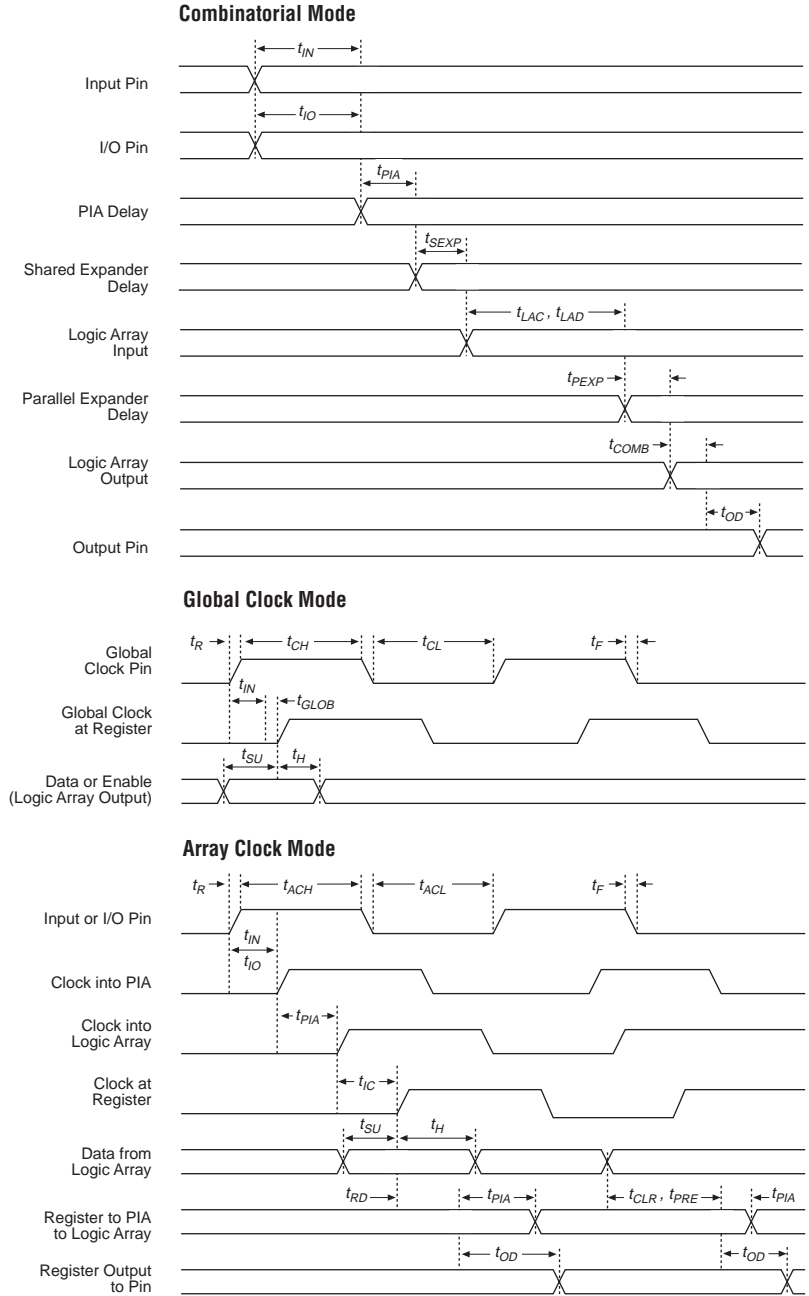 Combinatorial Mode
tIN
Input Pin
tIO
I/O Pin
tPIA
PIA Delay
tSEXP
Shared Expander
Delay
tLAC , tLAD
Logic Array
Input
tPEXP
Parallel Expander
Delay
tCOMB
Logic Array
Output
tOD
Output Pin
Global Clock Mode
tR tCH tCL tF
Global
Clock Pin
tIN
tGLOB
Global Clock
at Register
tSU tH
Data or Enable
(Logic Array Output)
Array Clock Mode
tR tACH tACL tF
Input or I/O Pin
tIN
tIO
Clock into PIA
tPIA
Clock into
Logic Array
tIC
Clock at
Register
tSU tH
Data from
Logic Array
tRD tPIA tCLR , tPRE tPIA
Register to PIA
to Logic Array
tOD tOD
Register Output
to Pin